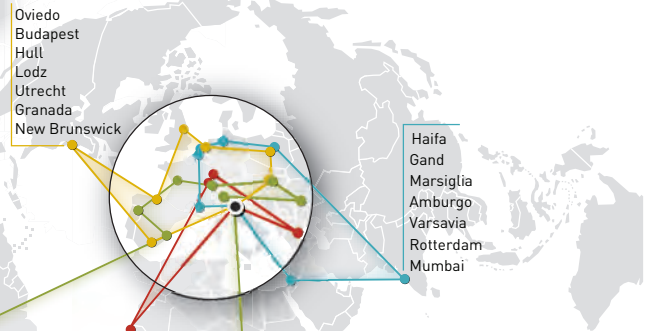 Oviedo
Budapest
Hull
Lodz
Utrecht
Granada
New Brunswick
Haifa
Gand
Marsiglia
Amburgo
Varsavia
Rotterdam
Mumbai